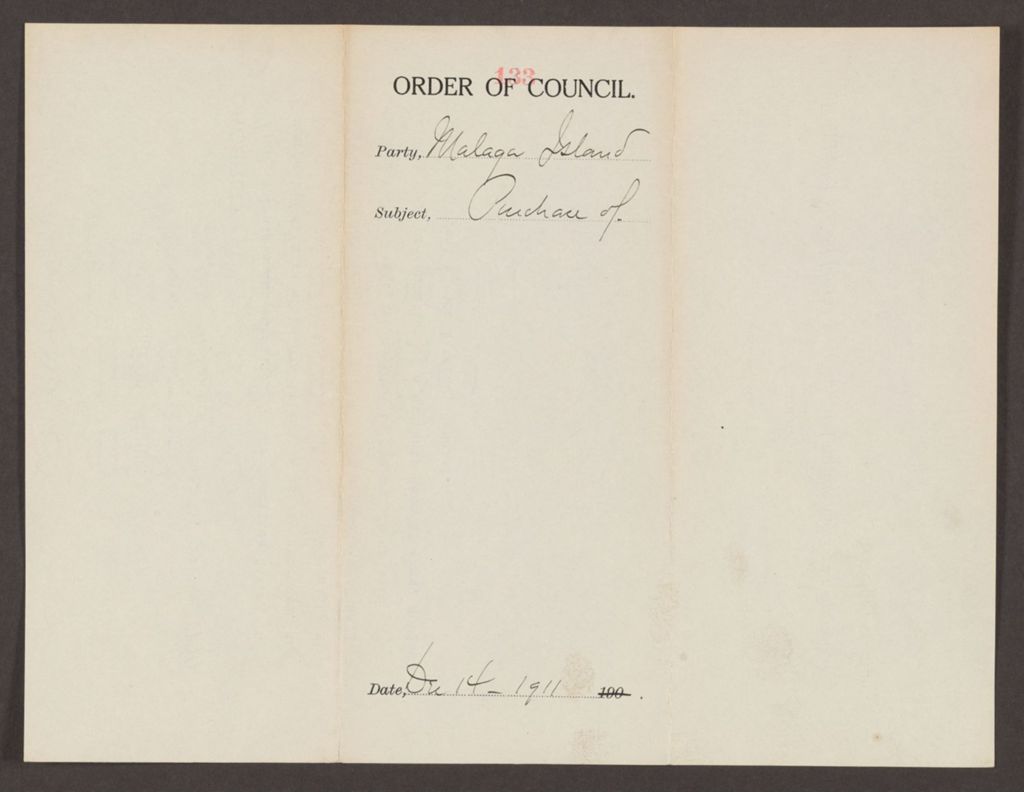 133
ORDER OF COUNCIL.
Party, Malaga Island
Subject, Purchase of.
Date, Dec 14 - 1911 190 .